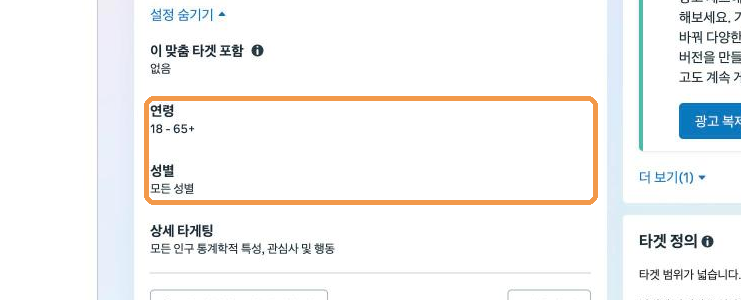 설정 숨기기
이 맞춤 타겟 포함
없음
연령
18 - 65+
성별
모든 성별
상세 타게팅
모든 인구 통계학적 특성, 관심사 및 행동
해보세요.
바꿔 다양한
버전을 만들
고도 계속
광고 복제
더 보기(1)
타겟 정의
타겟 범위가 넓습니다.